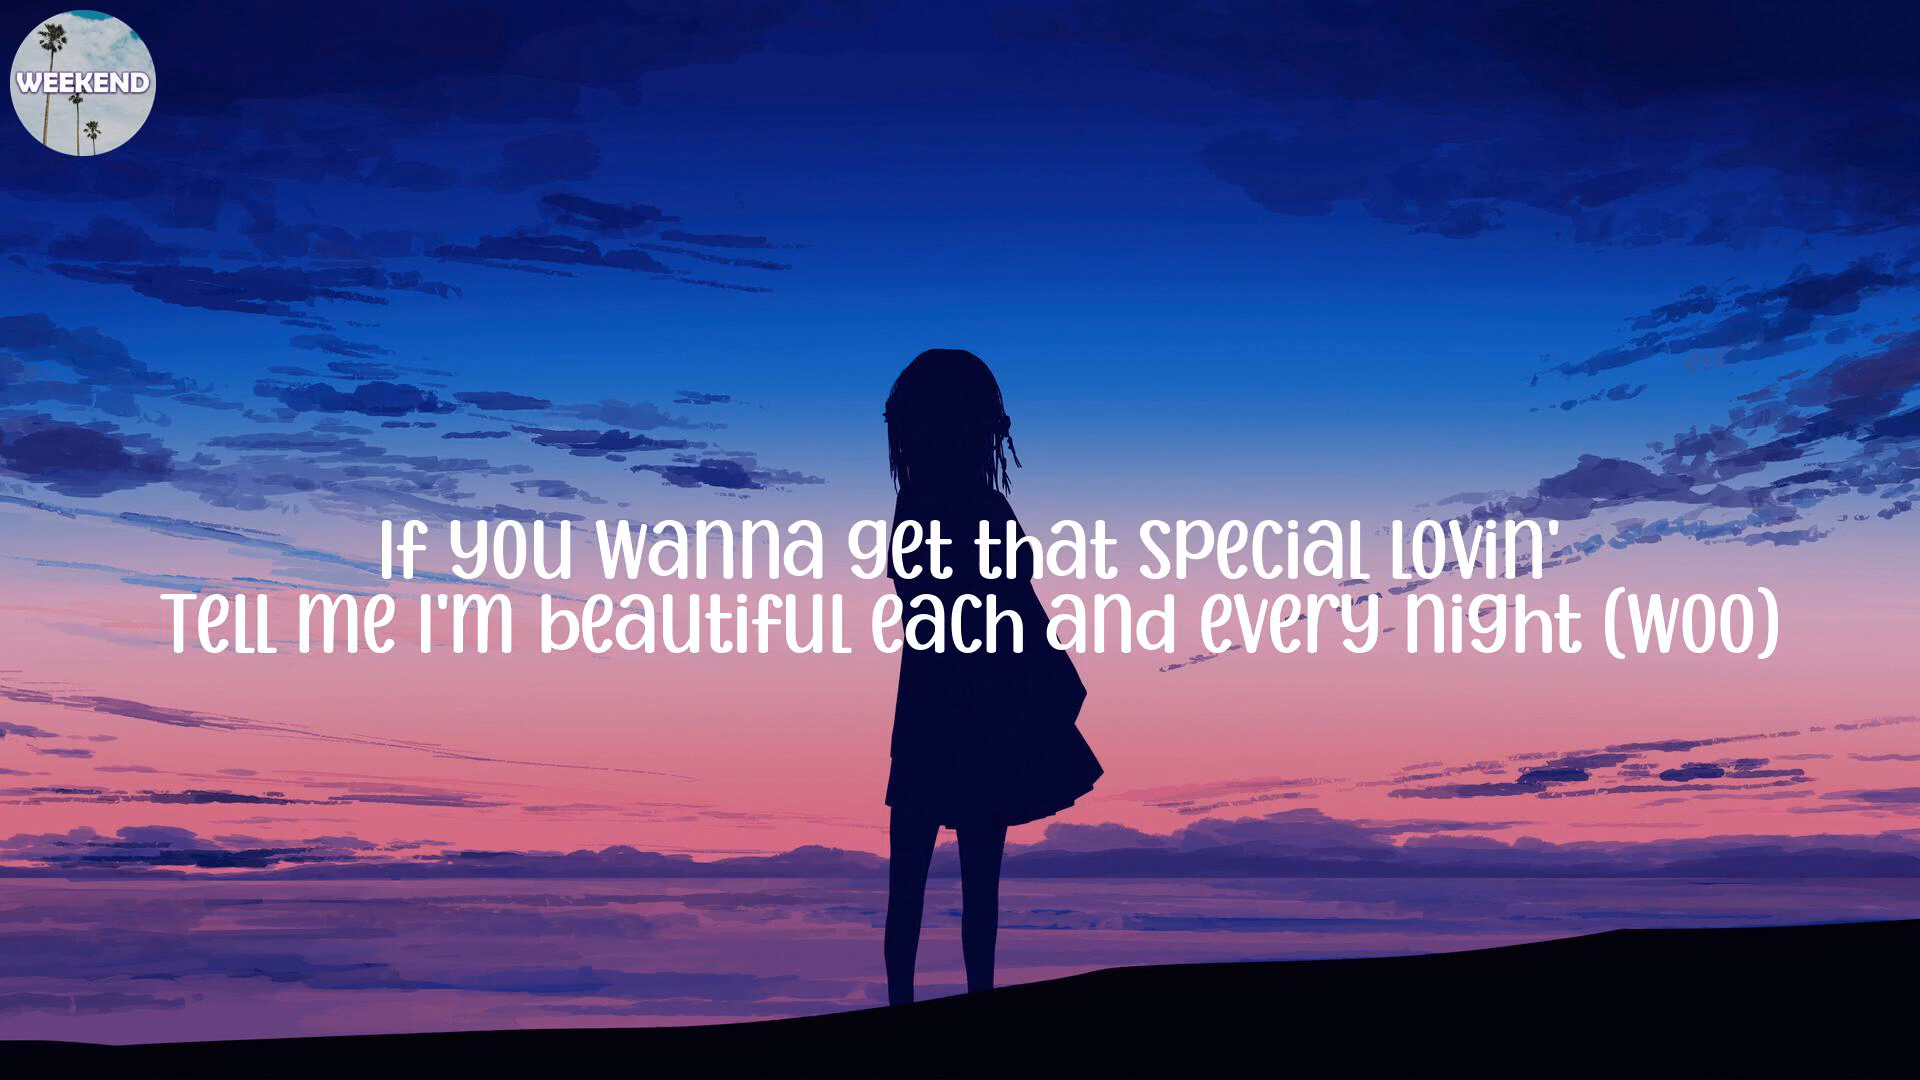 WEEKEND
If you wanna get that special lovin'
Tell me I'm beautiful each and every night (woo)